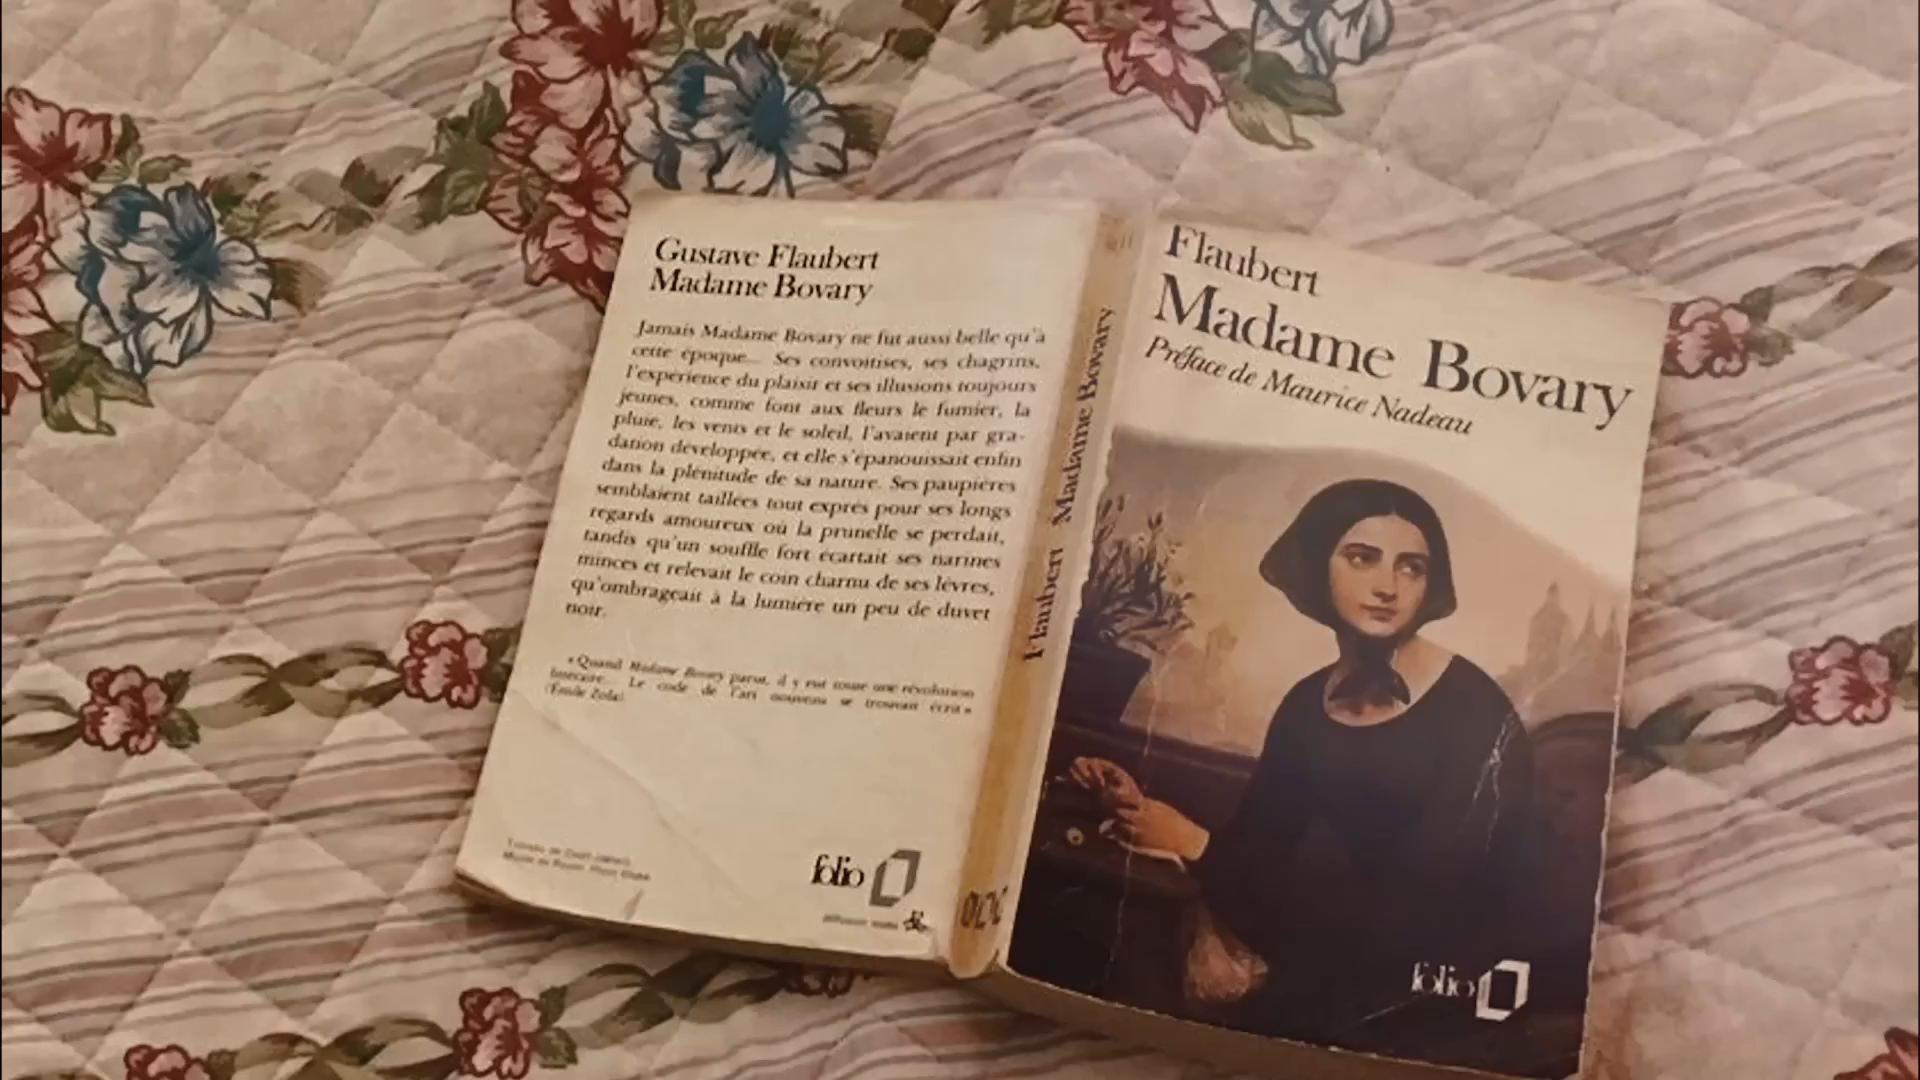 Gustave Flaubert
Madame Bovary
Jamais Madame Bovary ne fut aussi belle qu'à
cette époque... Ses convoitises, ses chagrins,
l'expérience du plaisir et ses illusions toujours
jeunes, comme font aux fleurs le fumier, la
pluie, les vents et le soleil, l'avaient par gra-
dation développée, et elle s'épanouissait enfin
dans la plénitude de sa nature. Ses paupières
semblaient taillées tout exprès pour ses longs
regards amoureux où la prunelle se perdait,
tandis qu'un souffle fort écartait ses narines
minces et relevait le coin charnu de ses lèvres,
qu'ombrageait à la lumière un peu de duvet
noir.
«Quand Madame Bovary parut, il y eut toute une révolution
littéraire... Le code de l'art nouveau se trouvait écrit»
(Émile Zola)
folio
Flaubert Madame Bovary
Flaubert
Madame Bovary
Préface de Maurice Nadeau
folio